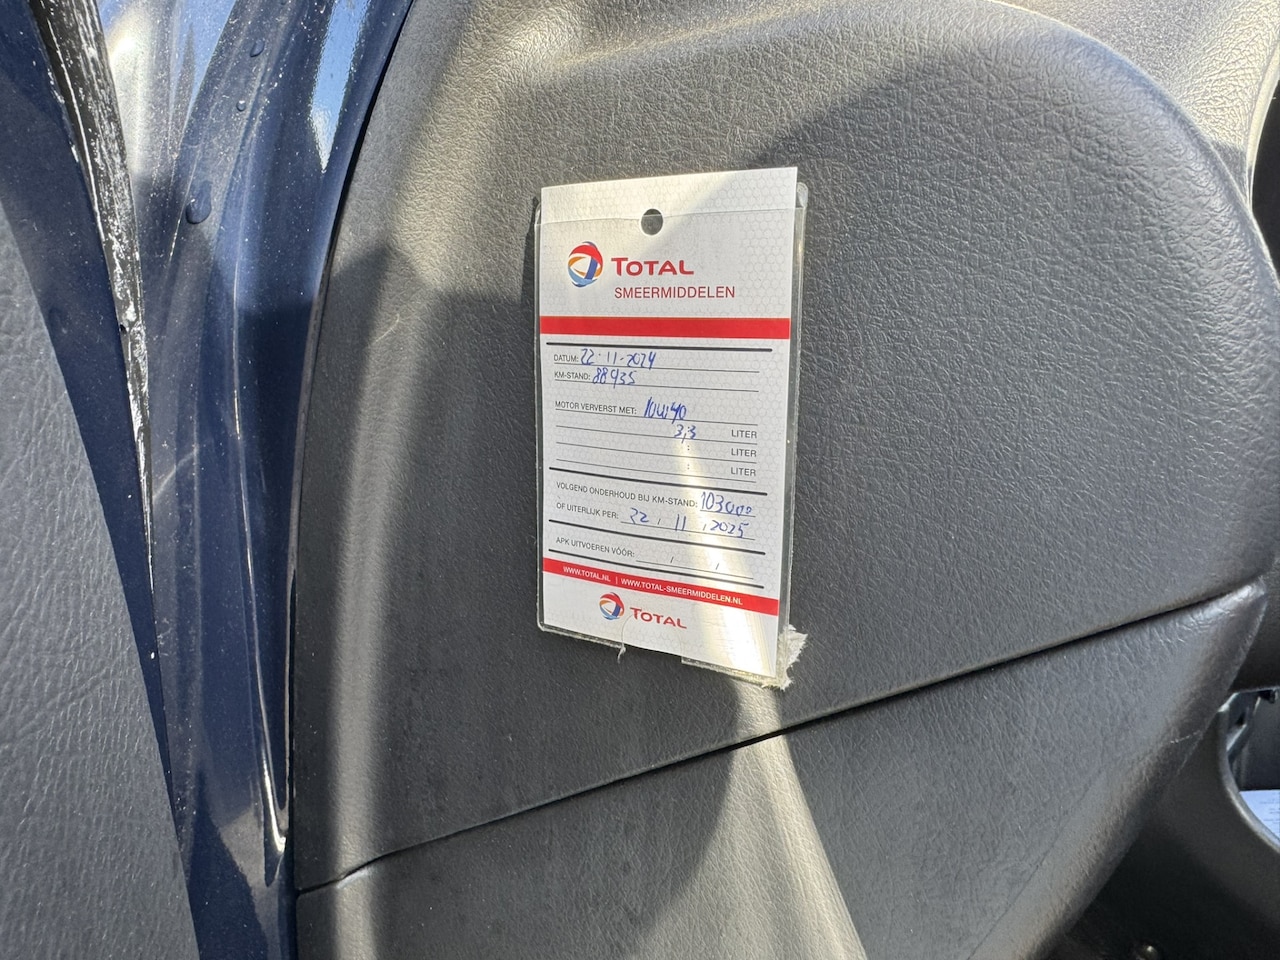 TOTAL
SMEERMIDDELEN
DATUM: 22-11-2024
KM-STAND: 88935
MOTOR VERVERST MET: 10W40
3,3 LITER
: LITER
: LITER
VOLGEND ONDERHOUD BIJ KM-STAND: 103000
OF UITERLIJK PER: 22, 11, 2025
APK UITVOEREN VÓÓR: / /
WWW.TOTAL.NL | WWW.TOTAL-SMEERMIDDELEN.NL
TOTAL